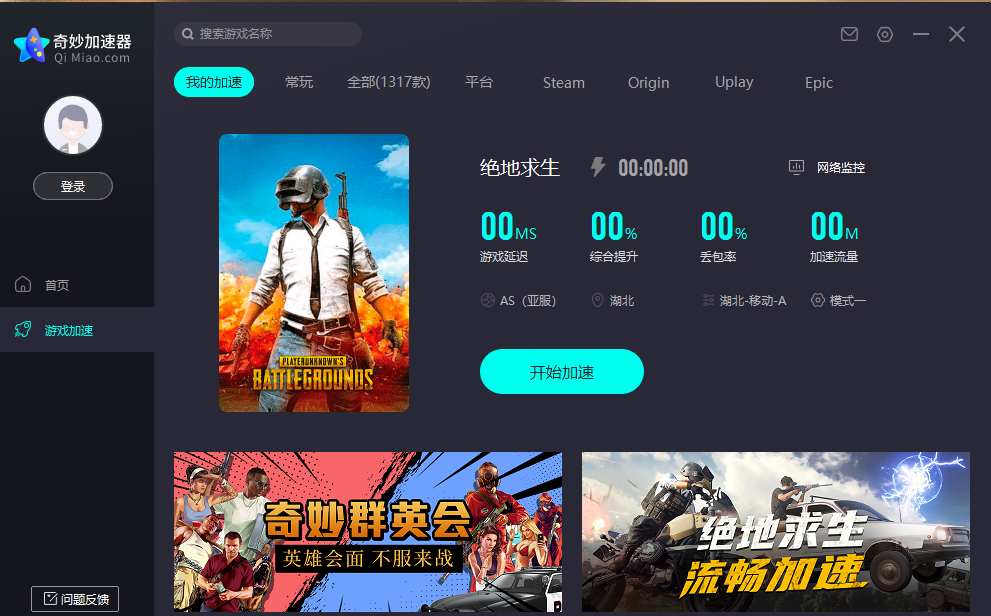 奇妙加速器
Qi Miao.com
登录
首页
游戏加速
问题反馈
搜索游戏名称
我的加速 常玩 全部(1317款) 平台 Steam Origin Uplay Epic
PLAYERUNKNOWN'S
BATTLEGROUNDS
绝地求生 00:00:00 网络监控
00MS 00% 00% 00M
游戏延迟 综合提升 丢包率 加速流量
AS（亚服） 湖北 湖北-移动-A 模式一
开始加速
奇妙群英会
英雄会面 不服来战
绝地求生
流畅加速